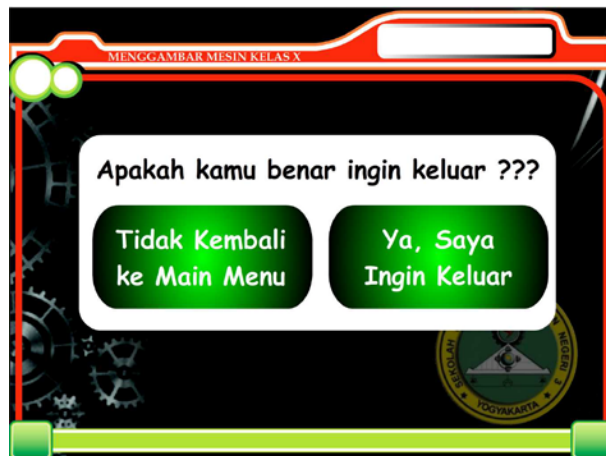 MENGGAMBAR MESIN KELAS X
Apakah kamu benar ingin keluar ???
Tidak Kembali
ke Main Menu
Ya, Saya
Ingin Keluar
SEKOLAH
NEGERI 3
YOGYAKARTA